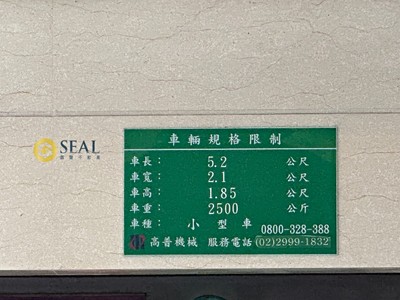 SEAL
車輛規格限制
車長： 5.2 公尺
車寬： 2.1 公尺
車高： 1.85 公尺
車重： 2500 公斤
車種： 小型車 0800-328-388
高普機械 服務電話 (02)2999-1832